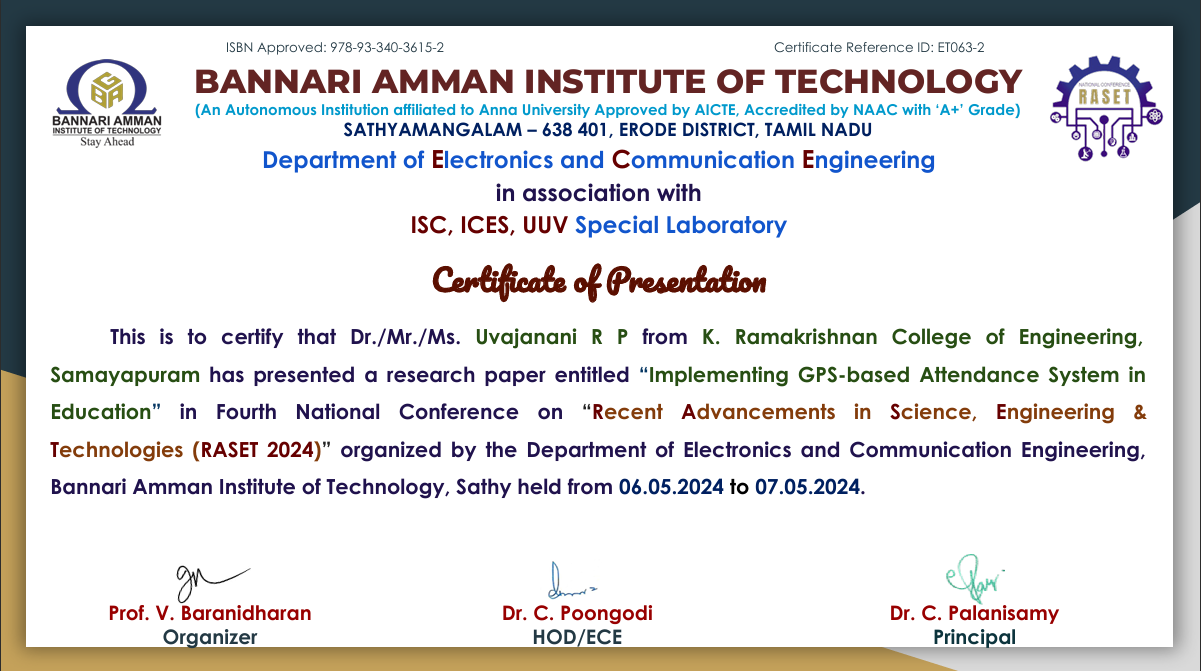 ISBN Approved: 978-93-340-3615-2
Certificate Reference ID: ET063-2
BANNARI AMMAN INSTITUTE OF TECHNOLOGY
(An Autonomous Institution affiliated to Anna University Approved by AICTE, Accredited by NAAC with ‘A+’ Grade)
SATHYAMANGALAM – 638 401, ERODE DISTRICT, TAMIL NADU
BANNARI AMMAN
INSTITUTE OF TECHNOLOGY
Stay Ahead
NATIONAL CONFERENCE
RASET
Department of Electronics and Communication Engineering
in association with
ISC, ICES, UUV Special Laboratory
Certificate of Presentation
This is to certify that Dr./Mr./Ms. Uvajanani R P from K. Ramakrishnan College of Engineering,
Samayapuram has presented a research paper entitled “Implementing GPS-based Attendance System in
Education” in Fourth National Conference on “Recent Advancements in Science, Engineering &
Technologies (RASET 2024)” organized by the Department of Electronics and Communication Engineering,
Bannari Amman Institute of Technology, Sathy held from 06.05.2024 to 07.05.2024.
Prof. V. Baranidharan
Organizer
Dr. C. Poongodi
HOD/ECE
Dr. C. Palanisamy
Principal